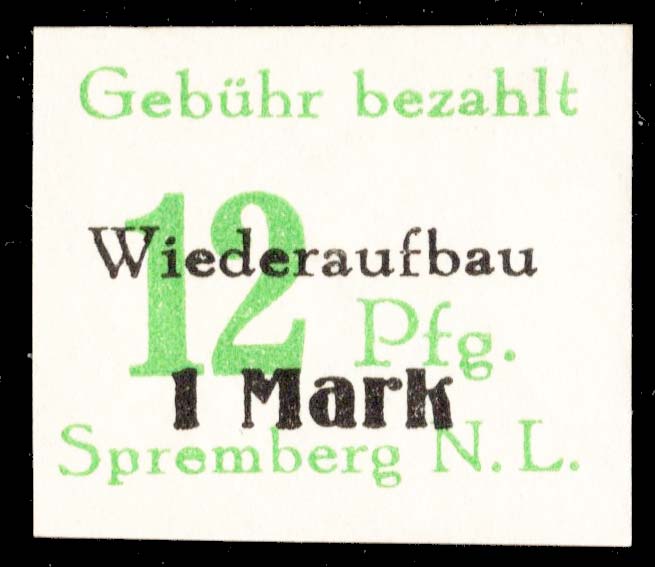 Gebühr bezahlt
Wiederaufbau
12 Pfg.
1 Mark
Spremberg N.L.